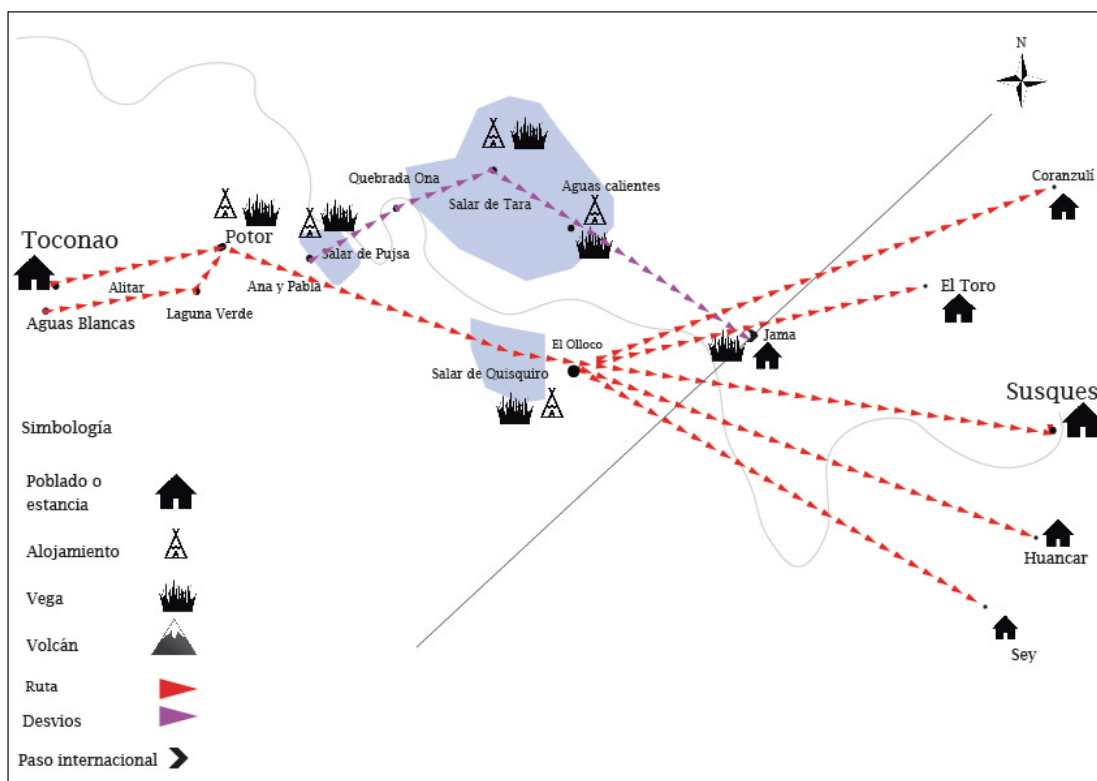 N
Coranzulí
Quebrada Ona
Aguas calientes
Salar de Tara
Toconao
Potor
Salar de Pujsa
Alitar
Ana y Pabla
El Toro
Aguas Blancas
Laguna Verde
Jama
El Olloco
Salar de Quisquiro
Susques
Huancar
Sey
Simbología
Poblado o
estancia
Alojamiento
Vega
Volcán
Ruta
Desvios
Paso internacional